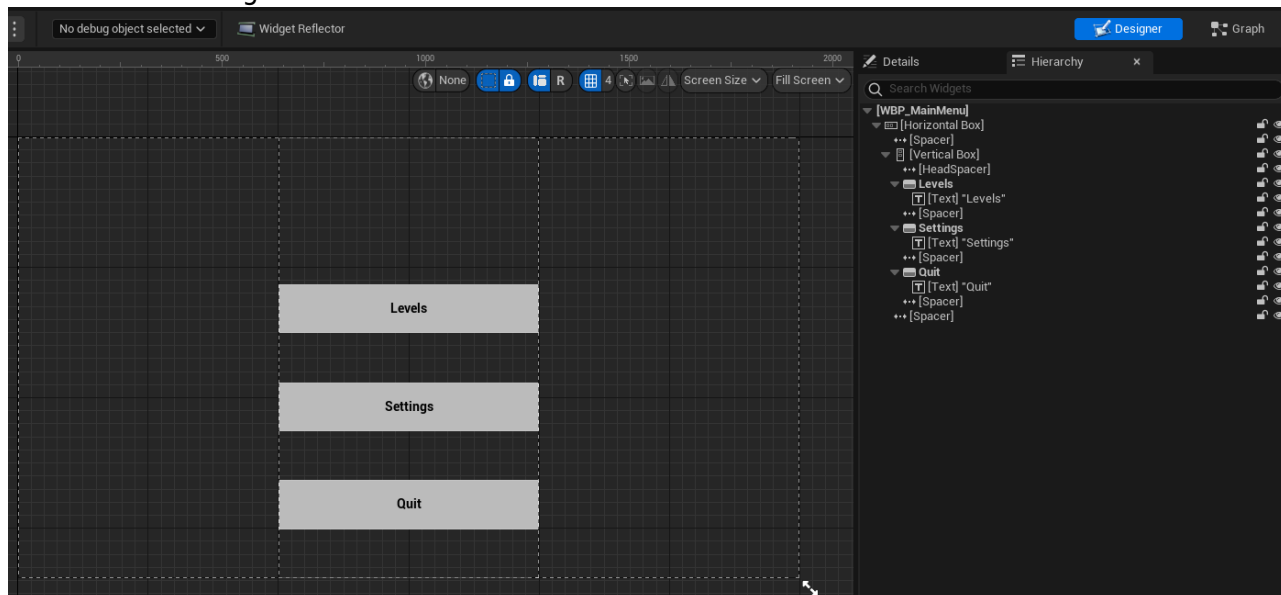 No debug object selected
Widget Reflector
Designer
Graph
0 500 1000 1500 2000
None
R
4
Screen Size
Fill Screen
Details
Hierarchy
×
Search Widgets
[WBP_MainMenu]
[Horizontal Box]
[Spacer]
[Vertical Box]
[HeadSpacer]
Levels
T [Text] "Levels"
[Spacer]
Settings
T [Text] "Settings"
[Spacer]
Quit
T [Text] "Quit"
[Spacer]
[Spacer]
Levels
Settings
Quit